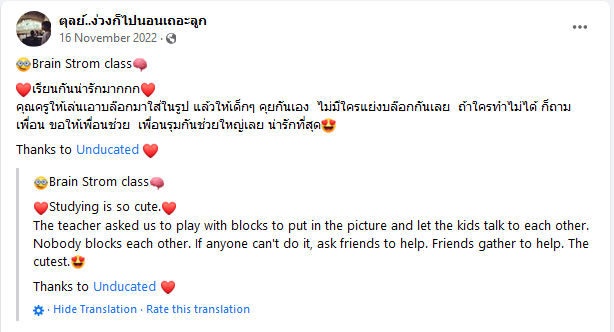 ตุลย์..ง่วงก็ไปนอนเถอะลูก
16 November 2022 ·
🤓Brain Strom class🧠
❤️เรียนกันน่ารักมากกก❤️
คุณครูให้เล่นเอาบล๊อกมาใส่ในรูป แล้วให้เด็กๆ คุยกันเอง ไม่มีใครแย่งบล๊อกกันเลย ถ้าใครทำไม่ได้ ก็ถาม
เพื่อน ขอให้เพื่อนช่วย เพื่อนรุมกันช่วยใหญ่เลย น่ารักที่สุด😍
Thanks to Unducated ❤️
🤓Brain Strom class🧠
❤️Studying is so cute.❤️
The teacher asked us to play with blocks to put in the picture and let the kids talk to each other.
Nobody blocks each other. If anyone can't do it, ask friends to help. Friends gather to help. The
cutest.😍
Thanks to Unducated ❤️
· Hide Translation · Rate this translation